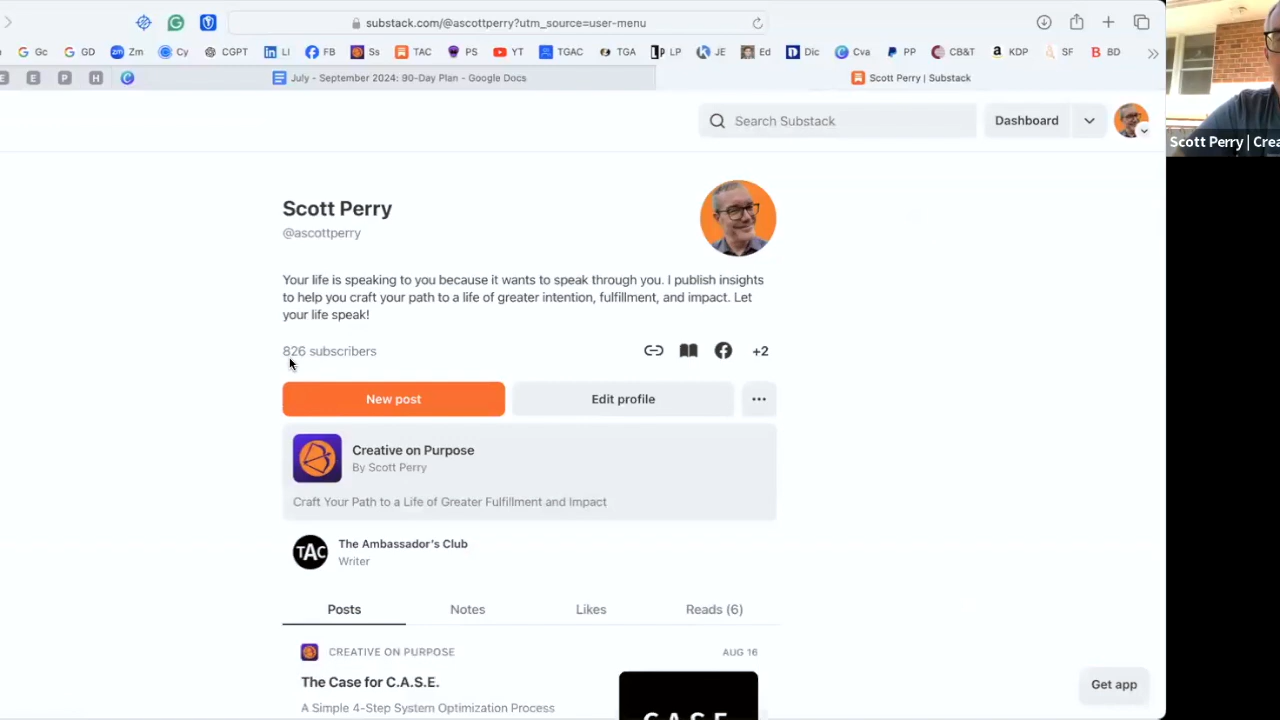 substack.com/@ascottperry?utm_source=user-menu
Gc GD Zm Cy CGPT LI FB Ss TAC PS YT TGAC TGA LP JE Ed Dic Cva PP CB&T KDP SF BD
E E P H July - September 2024: 90-Day Plan - Google Docs Scott Perry | Substack
Search Substack Dashboard
Scott Perry | Crea
Scott Perry
@ascottperry
Your life is speaking to you because it wants to speak through you. I publish insights
to help you craft your path to a life of greater intention, fulfillment, and impact. Let
your life speak!
826 subscribers +2
New post Edit profile
Creative on Purpose
By Scott Perry
Craft Your Path to a Life of Greater Fulfillment and Impact
TAC The Ambassador's Club
Writer
Posts Notes Likes Reads (6)
CREATIVE ON PURPOSE AUG 16
The Case for C.A.S.E.
A Simple 4-Step System Optimization Process
CASE
Get app